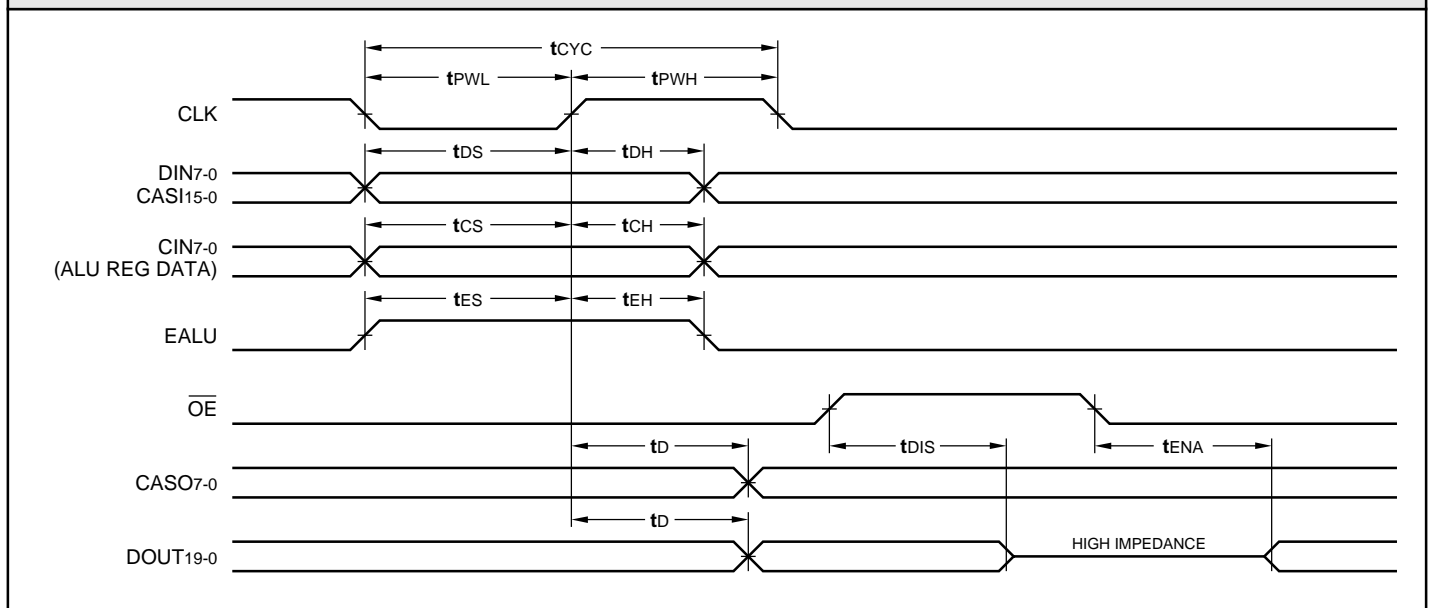 tCYC
tPWL tPWH
CLK
tDS tDH
DIN7-0
CASI15-0
tCS tCH
CIN7-0
(ALU REG DATA)
tES tEH
EALU
OE
tD tDIS tENA
CASO7-0
tD
HIGH IMPEDANCE
DOUT19-0